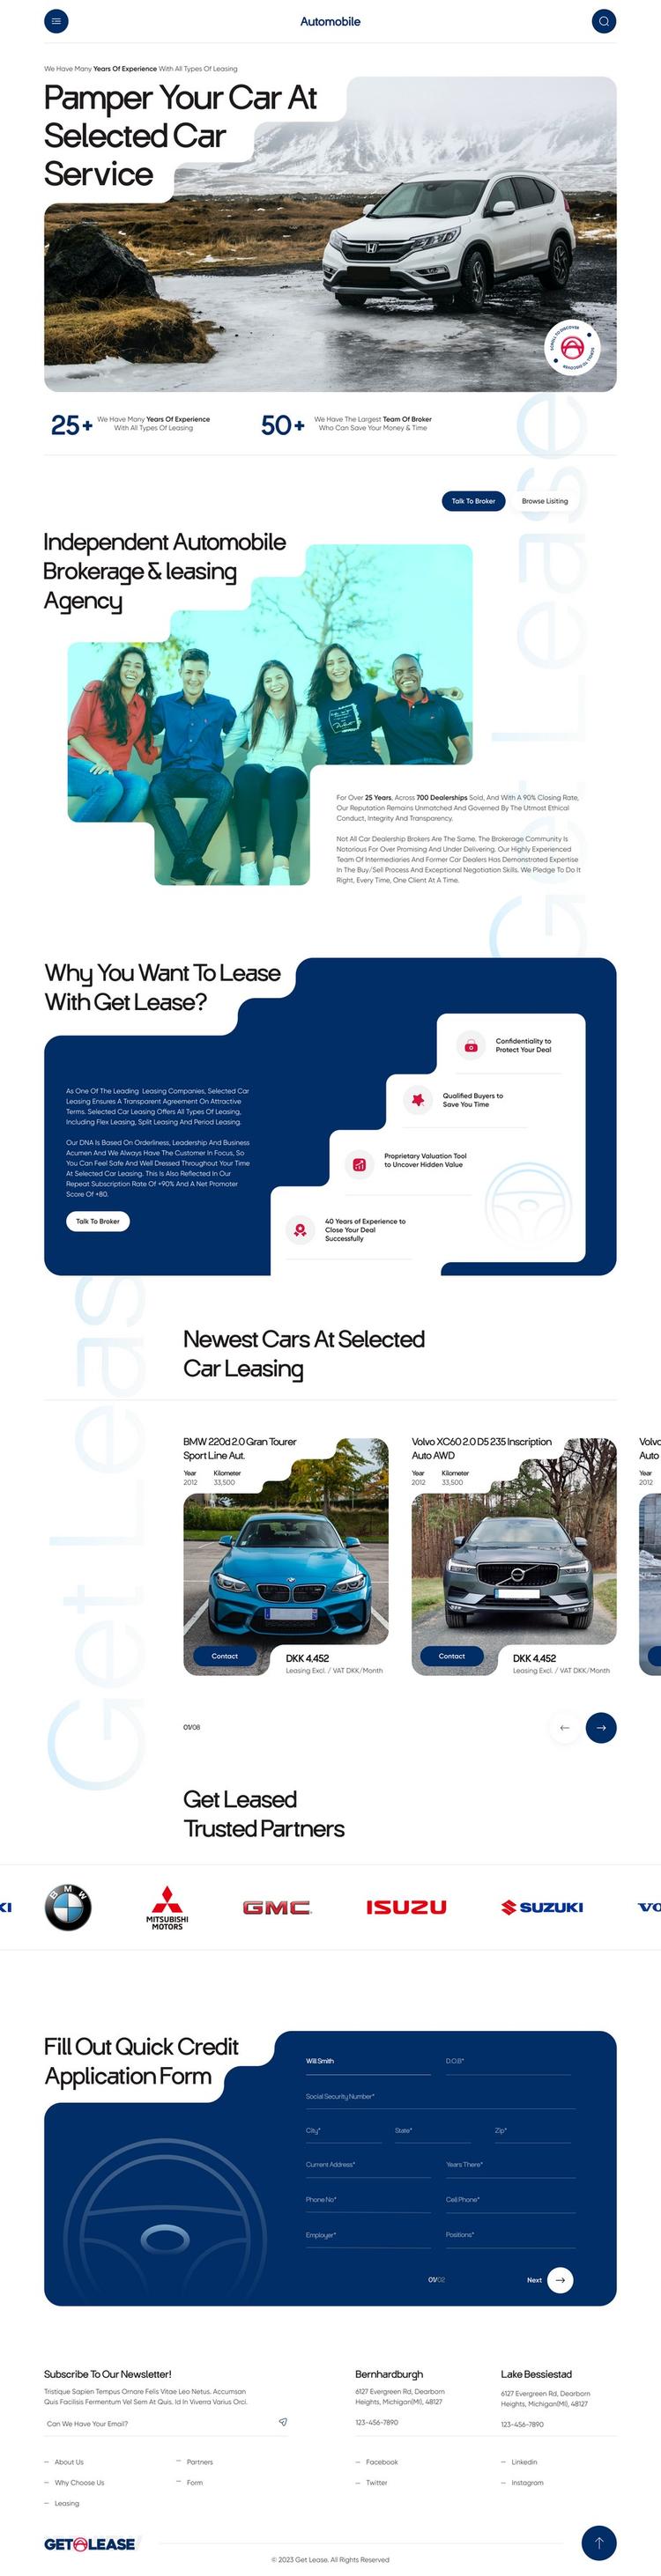 Automobile
We Have Many Years Of Experience With All Types Of Leasing
Pamper Your Car At
Selected Car
Service
SCROLL TO DISCOVER
SCROLL TO DISCOVER
25+
We Have Many Years Of Experience
With All Types Of Leasing
50+
We Have The Largest Team Of Broker
Who Can Save Your Money & Time
Talk To Broker
Browse Lisiting
Get Lease
Independent Automobile
Brokerage & leasing
Agency
For Over 25 Years, Across 700 Dealerships Sold, And With A 90% Closing Rate,
Our Reputation Remains Unmatched And Governed By The Utmost Ethical
Conduct, Integrity And Transparency.
Not All Car Dealership Brokers Are The Same. The Brokerage Community Is
Notorious For Over Promising And Under Delivering. Our Highly Experienced
Team Of Intermediaries And Former Car Dealers Has Demonstrated Expertise
In The Buy/Sell Process And Exceptional Negotiation Skills. We Pledge To Do It
Right, Every Time, One Client At A Time.
Why You Want To Lease
With Get Lease?
As One Of The Leading Leasing Companies, Selected Car
Leasing Ensures A Transparent Agreement On Attractive
Terms. Selected Car Leasing Offers All Types Of Leasing,
Including Flex Leasing, Split Leasing And Period Leasing.
Our DNA Is Based On Orderliness, Leadership And Business
Acumen And We Always Have The Customer In Focus, So
You Can Feel Safe And Well Dressed Throughout Your Time
At Selected Car Leasing. This Is Also Reflected In Our
Repeat Subscription Rate Of +90% And A Net Promoter
Score Of +80.
Talk To Broker
Confidentiality to
Protect Your Deal
Qualified Buyers to
Save You Time
Proprietary Valuation Tool
to Uncover Hidden Value
40 Years of Experience to
Close Your Deal
Successfully
Get Leas
Newest Cars At Selected
Car Leasing
BMW 220d 2.0 Gran Tourer
Sport Line Aut.
Year
Kilometer
2012
33,500
Contact
DKK 4,452
Leasing Excl. / VAT DKK/Month
Volvo XC60 2.0 D5 235 Inscription
Auto AWD
Year
Kilometer
2012
33,500
Contact
DKK 4,452
Leasing Excl. / VAT DKK/Month
Volvo
Auto
Year
2012
01/08
Get Leased
Trusted Partners
KI
BMW
MITSUBISHI
MOTORS
GMC
ISUZU
SUZUKI
VO
Fill Out Quick Credit
Application Form
Will Smith
D.O.B*
Social Security Number*
City*
State*
Zip*
Current Address*
Years There*
Phone No*
Cell Phone*
Employer*
Positions*
01/02
Next
Subscribe To Our Newsletter!
Tristique Sapien Tempus Ornare Felis Vitae Leo Netus. Accumsan
Quis Facilisis Fermentum Vel Sem At Quis. Id In Viverra Varius Orci.
Can We Have Your Email?
Bernhardburgh
6127 Evergreen Rd, Dearborn
Heights, Michigan(MI), 48127
123-456-7890
Lake Bessiestad
6127 Evergreen Rd, Dearborn
Heights, Michigan(MI), 48127
123-456-7890
About Us
Partners
Facebook
Linkedin
Why Choose Us
Form
Twitter
Instagram
Leasing
GET LEASE
© 2023 Get Lease. All Rights Reserved